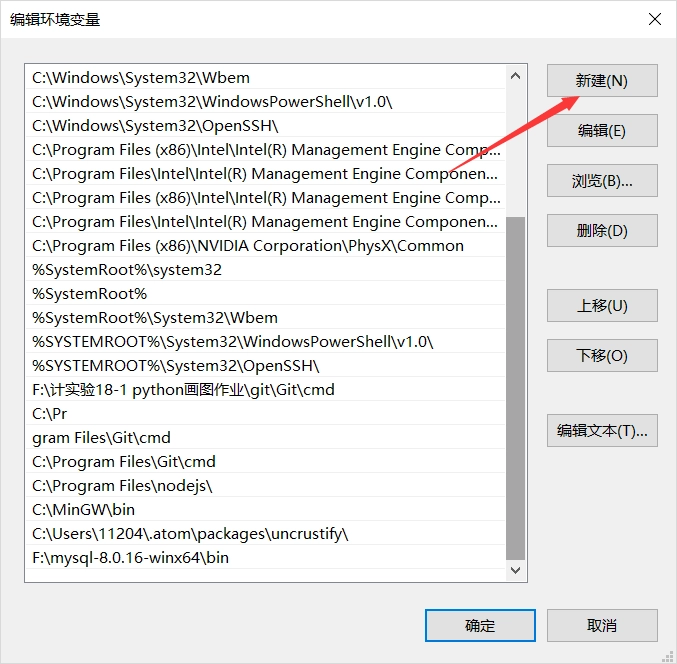 编辑环境变量
C:\Windows\System32\Wbem
C:\Windows\System32\WindowsPowerShell\v1.0\
C:\Windows\System32\OpenSSH\
C:\Program Files (x86)\Intel\Intel(R) Management Engine Comp...
C:\Program Files\Intel\Intel(R) Management Engine Componen...
C:\Program Files (x86)\Intel\Intel(R) Management Engine Comp...
C:\Program Files\Intel\Intel(R) Management Engine Componen...
C:\Program Files (x86)\NVIDIA Corporation\PhysX\Common
%SystemRoot%\system32
%SystemRoot%
%SystemRoot%\System32\Wbem
%SYSTEMROOT%\System32\WindowsPowerShell\v1.0\
%SYSTEMROOT%\System32\OpenSSH\
F:\计实验18-1 python画图作业\git\Git\cmd
C:\Pr
gram Files\Git\cmd
C:\Program Files\Git\cmd
C:\Program Files\nodejs\
C:\MinGW\bin
C:\Users\11204\.atom\packages\uncrustify\
F:\mysql-8.0.16-winx64\bin
新建(N)
编辑(E)
浏览(B)...
删除(D)
上移(U)
下移(O)
编辑文本(T)...
确定
取消